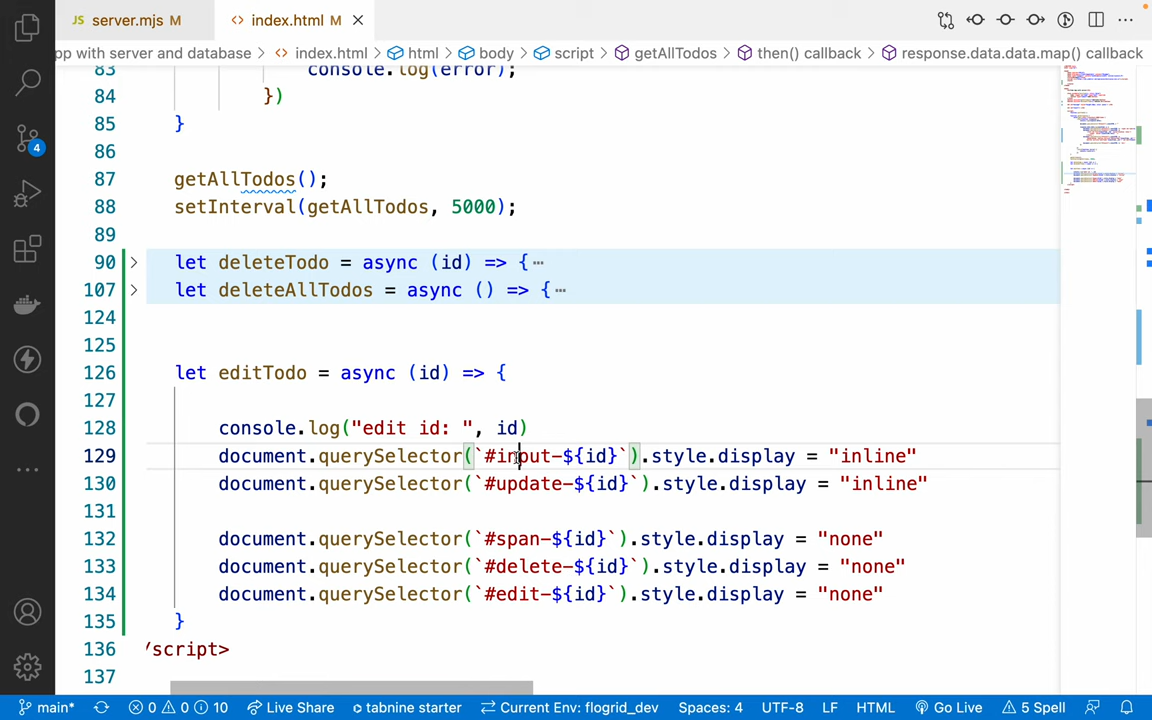 JS server.mjs M <> index.html M ×
pp with server and database > <> index.html > html > body > script > getAllTodos > then() callback > response.data.data.map() callback
83 console.log(error);
84 })
85 }
86
87 getAllTodos();
88 setInterval(getAllTodos, 5000);
89
90 > let deleteTodo = async (id) => { ⋯
107 > let deleteAllTodos = async () => { ⋯
124
125
126 let editTodo = async (id) => {
127
128 console.log("edit id: ", id)
129 document.querySelector(`#input-${id}`).style.display = "inline"
130 document.querySelector(`#update-${id}`).style.display = "inline"
131
132 document.querySelector(`#span-${id}`).style.display = "none"
133 document.querySelector(`#delete-${id}`).style.display = "none"
134 document.querySelector(`#edit-${id}`).style.display = "none"
135 }
136 /script>
137
4
main* 0 0 10 Live Share tabnine starter Current Env: flogrid_dev Spaces: 4 UTF-8 LF HTML Go Live 5 Spell